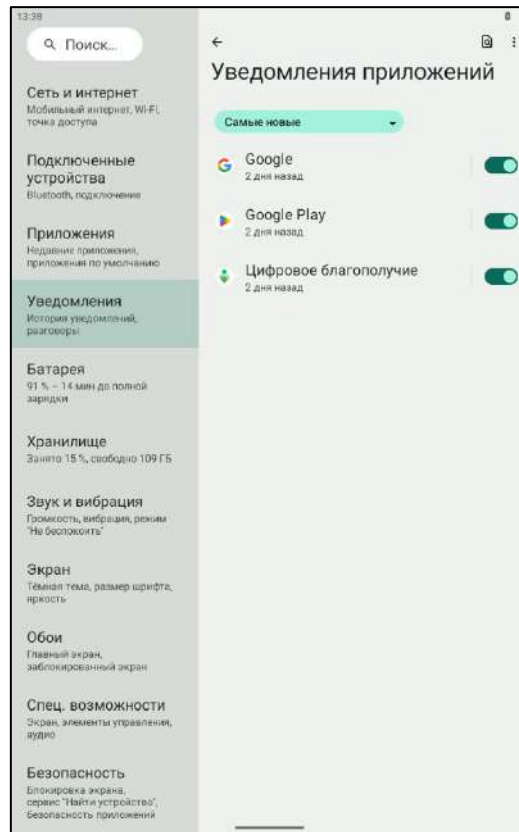 13:38
Поиск...
Сеть и интернет
Мобильный интернет, Wi-Fi,
точка доступа
Подключенные
устройства
Bluetooth, подключение
Приложения
Недавние приложения,
приложения по умолчанию
Уведомления
История уведомлений,
разговоры
Батарея
91 % – 14 мин до полной
зарядки
Хранилище
Занято 15 %, свободно 109 ГБ
Звук и вибрация
Громкость, вибрация, режим
"Не беспокоить"
Экран
Тёмная тема, размер шрифта,
яркость
Обои
Главный экран,
заблокированный экран
Спец. возможности
Экран, элементы управления,
аудио
Безопасность
Блокировка экрана,
сервис "Найти устройство",
безопасность приложений
Уведомления приложений
Самые новые
Google
2 дня назад
Google Play
2 дня назад
Цифровое благополучие
2 дня назад